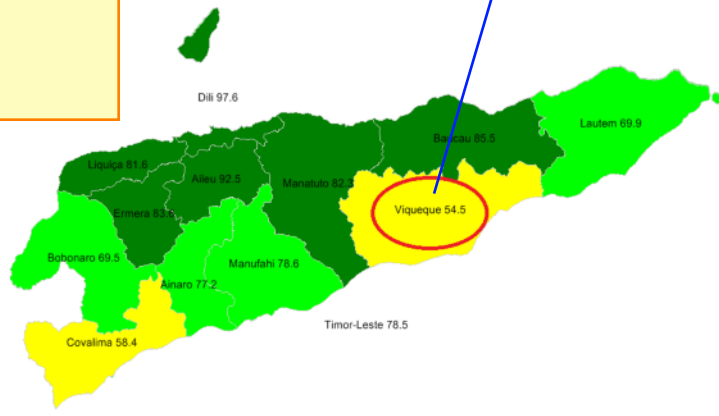 Dili 97.6
Lautem 69.9
Baucau 85.5
Liquiça 81.6
Aileu 92.5
Manatuto 82.3
Ermera 83.6
Viqueque 54.5
Bobonaro 69.5
Manufahi 78.6
Ainaro 77.2
Timor-Leste 78.5
Covalima 58.4